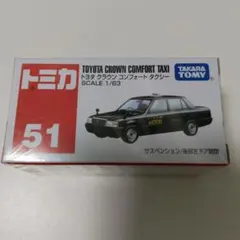 トミカ
51
TOYOTA CROWN COMFORT TAXI
トヨタ クラウン コンフォート タクシー
SCALE 1/63
TAKARA
TOMY
サスペンション/後部左ドア開閉